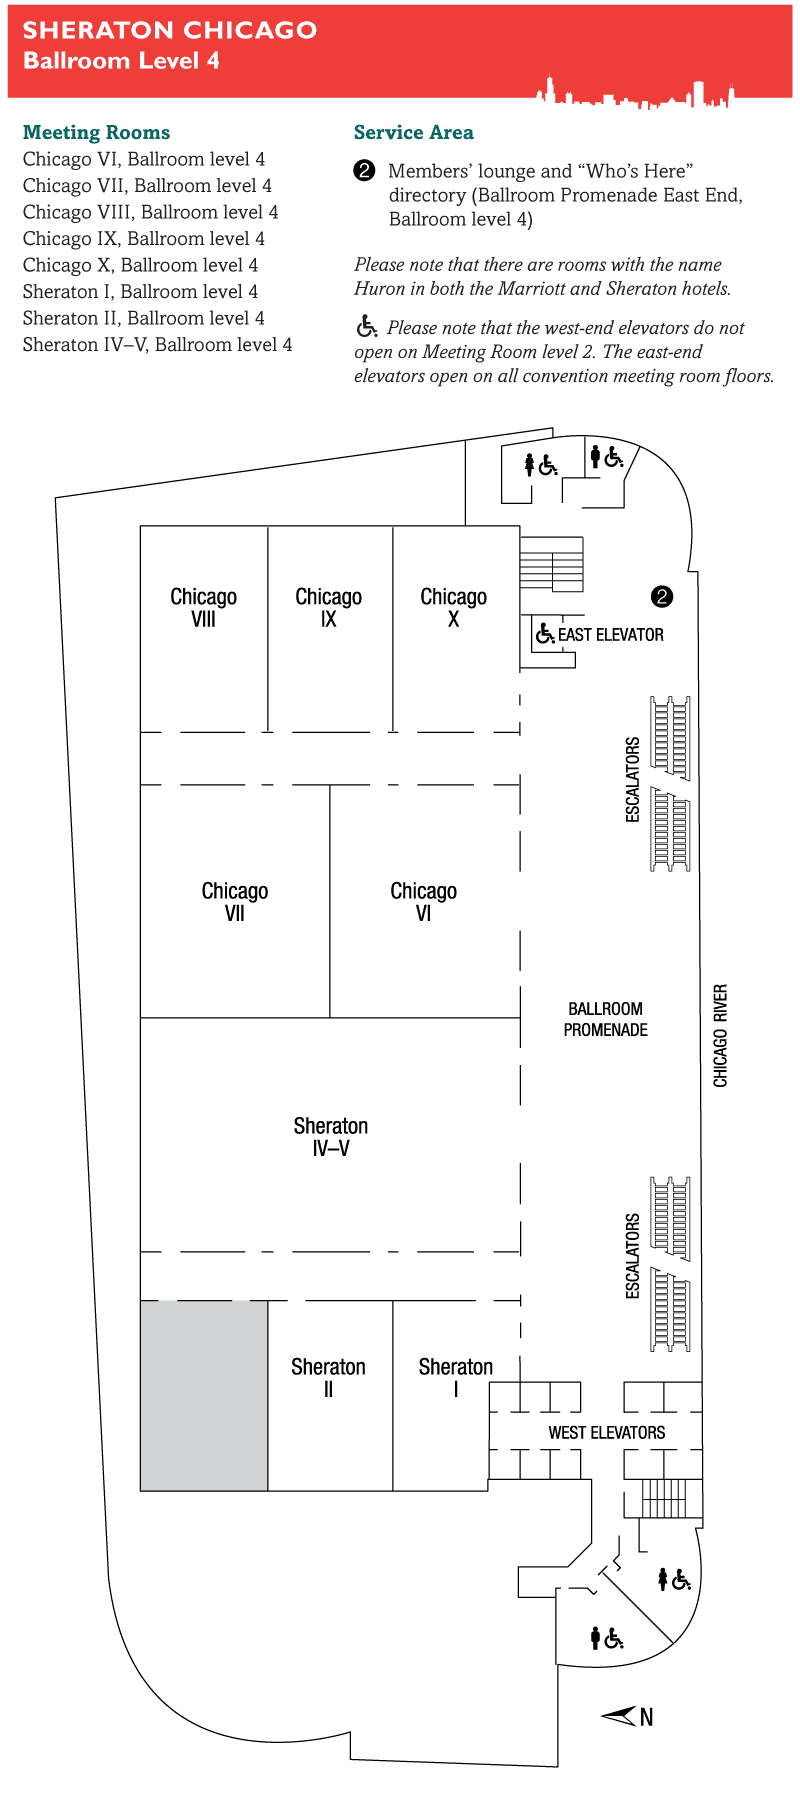 SHERATON CHICAGO
Ballroom Level 4
Meeting Rooms
Chicago VI, Ballroom level 4
Chicago VII, Ballroom level 4
Chicago VIII, Ballroom level 4
Chicago IX, Ballroom level 4
Chicago X, Ballroom level 4
Sheraton I, Ballroom level 4
Sheraton II, Ballroom level 4
Sheraton IV–V, Ballroom level 4
Service Area
2 Members’ lounge and “Who’s Here”
directory (Ballroom Promenade East End,
Ballroom level 4)
Please note that there are rooms with the name
Huron in both the Marriott and Sheraton hotels.
Please note that the west-end elevators do not
open on Meeting Room level 2. The east-end
elevators open on all convention meeting room floors.
Chicago
VIII
Chicago
IX
Chicago
X
2
EAST ELEVATOR
ESCALATORS
Chicago
VII
Chicago
VI
BALLROOM
PROMENADE
CHICAGO RIVER
Sheraton
IV–V
ESCALATORS
Sheraton
II
Sheraton
I
WEST ELEVATORS
N